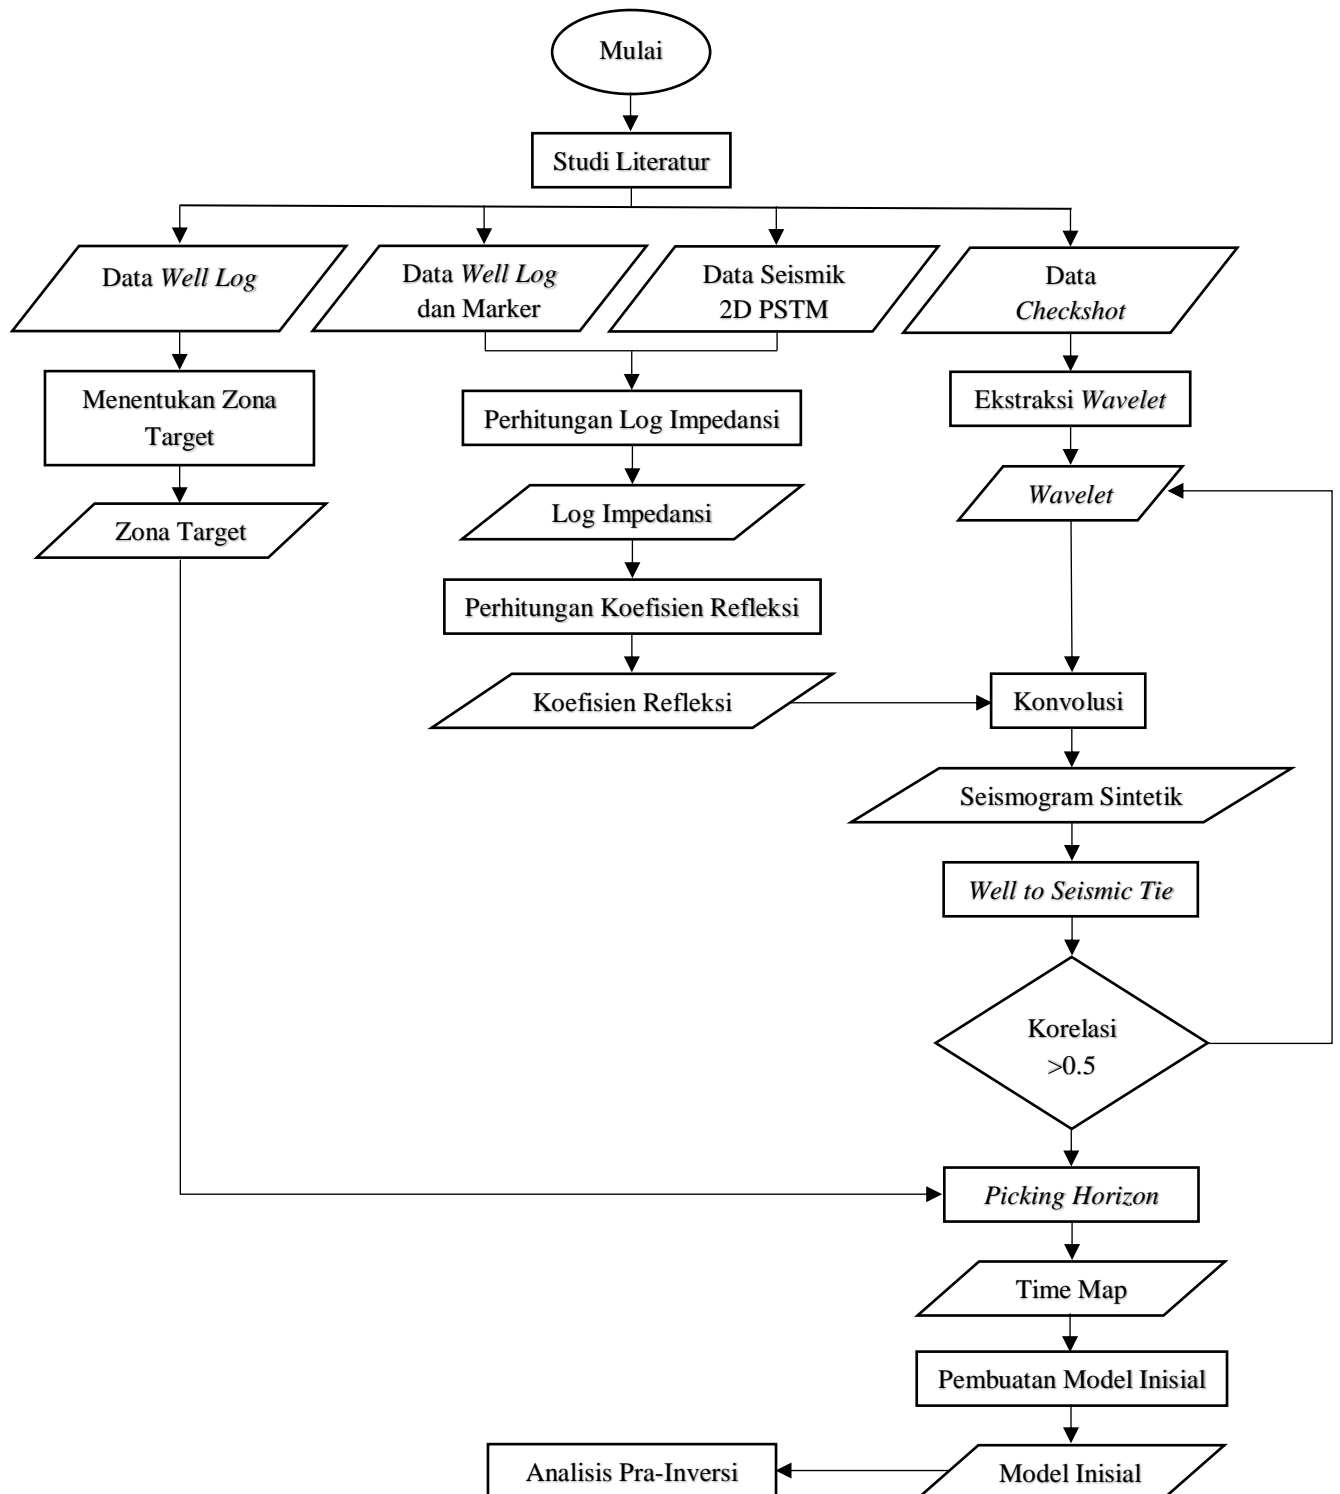 Mulai
Studi Literatur
Data Well Log
Data Well Log
dan Marker
Data Seismik
2D PSTM
Data
Checkshot
Menentukan Zona
Target
Perhitungan Log Impedansi
Ekstraksi Wavelet
Zona Target
Log Impedansi
Wavelet
Perhitungan Koefisien Refleksi
Koefisien Refleksi
Konvolusi
Seismogram Sintetik
Well to Seismic Tie
Korelasi
>0.5
Picking Horizon
Time Map
Pembuatan Model Inisial
Analisis Pra-Inversi
Model Inisial